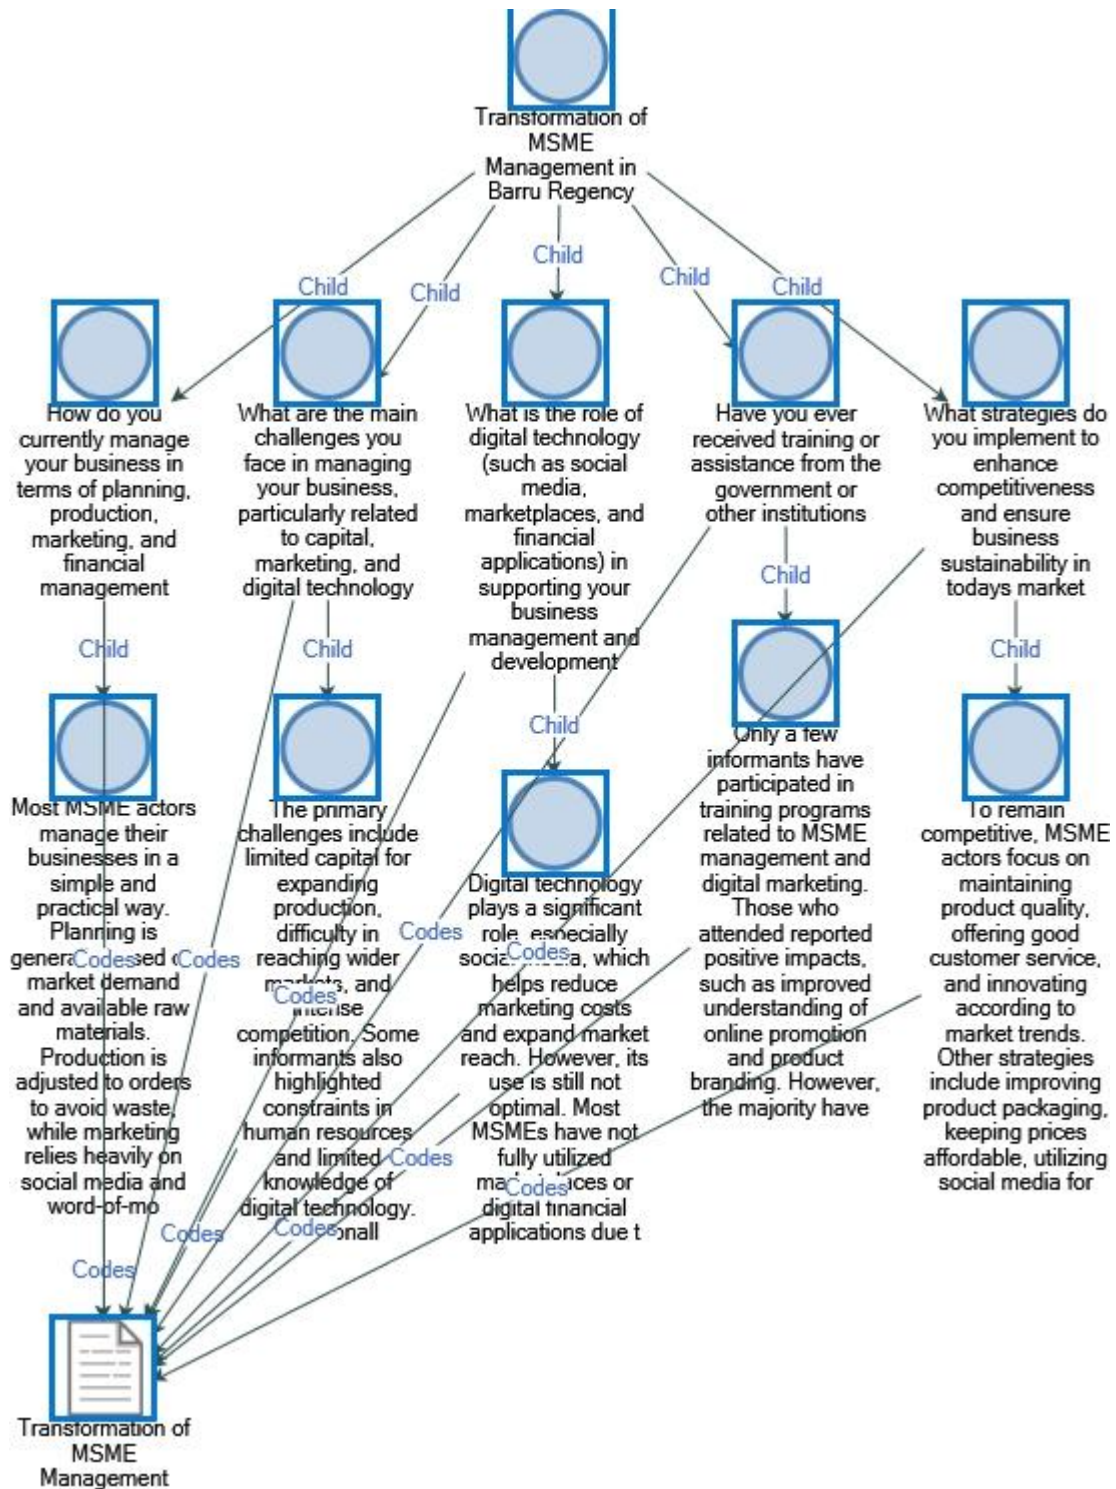 Transformation of
MSME
Management in
Barru Regency
Child
Child
Child
Child
Child
How do you
currently manage
your business in
terms of planning,
production,
marketing, and
financial
management
What are the main
challenges you
face in managing
your business,
particularly related
to capital,
marketing, and
digital technology
What is the role of
digital technology
(such as social
media,
marketplaces, and
financial
applications) in
supporting your
business
management and
development
Have you ever
received training or
assistance from the
government or
other institutions
What strategies do
you implement to
enhance
competitiveness
and ensure
business
sustainability in
todays market
Child
Child
Child
Child
Child
Most MSME actors
manage their
businesses in a
simple and
practical way.
Planning is
market demand
and available raw
materials.
Production is
adjusted to orders
to avoid waste,
while marketing
relies heavily on
social media and
word-of-mo
The primary
challenges include
limited capital for
expanding
production,
difficulty in
reaching wider
markets, and
intense
competition. Some
informants also
highlighted
constraints in
human resources
and limited
knowledge of
digital technology.
onall
Digital technology
plays a significant
role, especially
social media, which
helps reduce
marketing costs
and expand market
reach. However, its
use is still not
optimal. Most
MSMEs have not
fully utilized
marketplaces or
digital financial
applications due t
Only a few
informants have
participated in
training programs
related to MSME
management and
digital marketing.
Those who
attended reported
positive impacts,
such as improved
understanding of
online promotion
and product
branding. However,
the majority have
To remain
competitive, MSME
actors focus on
maintaining
product quality,
offering good
customer service,
and innovating
according to
market trends.
Other strategies
include improving
product packaging,
keeping prices
affordable, utilizing
social media for
Codes
Codes
Codes
Codes
Codes
Codes
Codes
Codes
Codes
Codes
Transformation of
MSME
Management